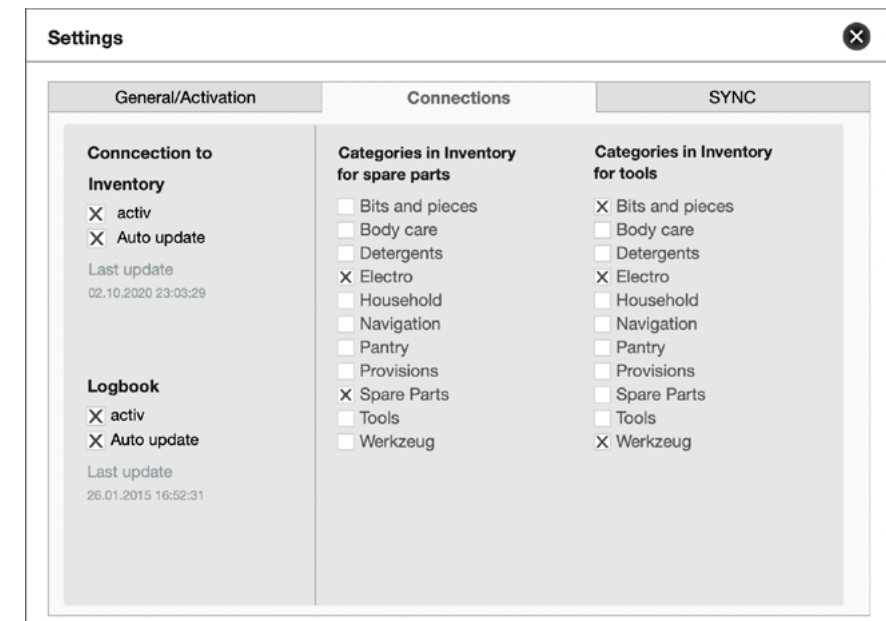 Settings
General/Activation
Connections
SYNC
Conncection to
Inventory
X activ
X Auto update
Last update
02.10.2020 23:03:29
Logbook
X activ
X Auto update
Last update
26.01.2015 16:52:31
Categories in Inventory
for spare parts
Bits and pieces
Body care
Detergents
X Electro
Household
Navigation
Pantry
Provisions
X Spare Parts
Tools
Werkzeug
Categories in Inventory
for tools
X Bits and pieces
Body care
Detergents
X Electro
Household
Navigation
Pantry
Provisions
Spare Parts
Tools
X Werkzeug